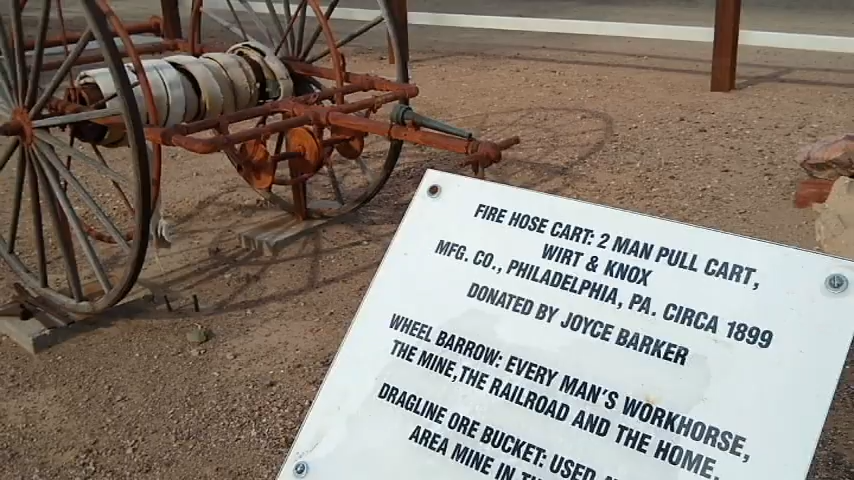 FIRE HOSE CART: 2 MAN PULL CART,
WIRT & KNOX
MFG. CO., PHILADELPHIA, PA. CIRCA 1899
DONATED BY JOYCE BARKER
WHEEL BARROW: EVERY MAN'S WORKHORSE,
THE MINE,THE RAILROAD AND THE HOME.
DRAGLINE ORE BUCKET: USED
AREA MINE IN THE